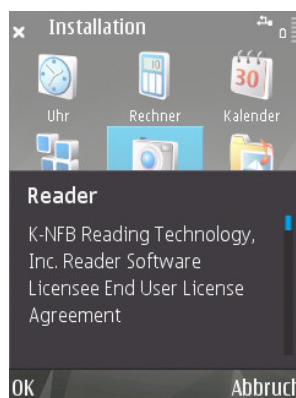 Installation
10
30
Uhr Rechner Kalender
Reader
K-NFB Reading Technology,
Inc. Reader Software
Licensee End User License
Agreement
OK Abbruch